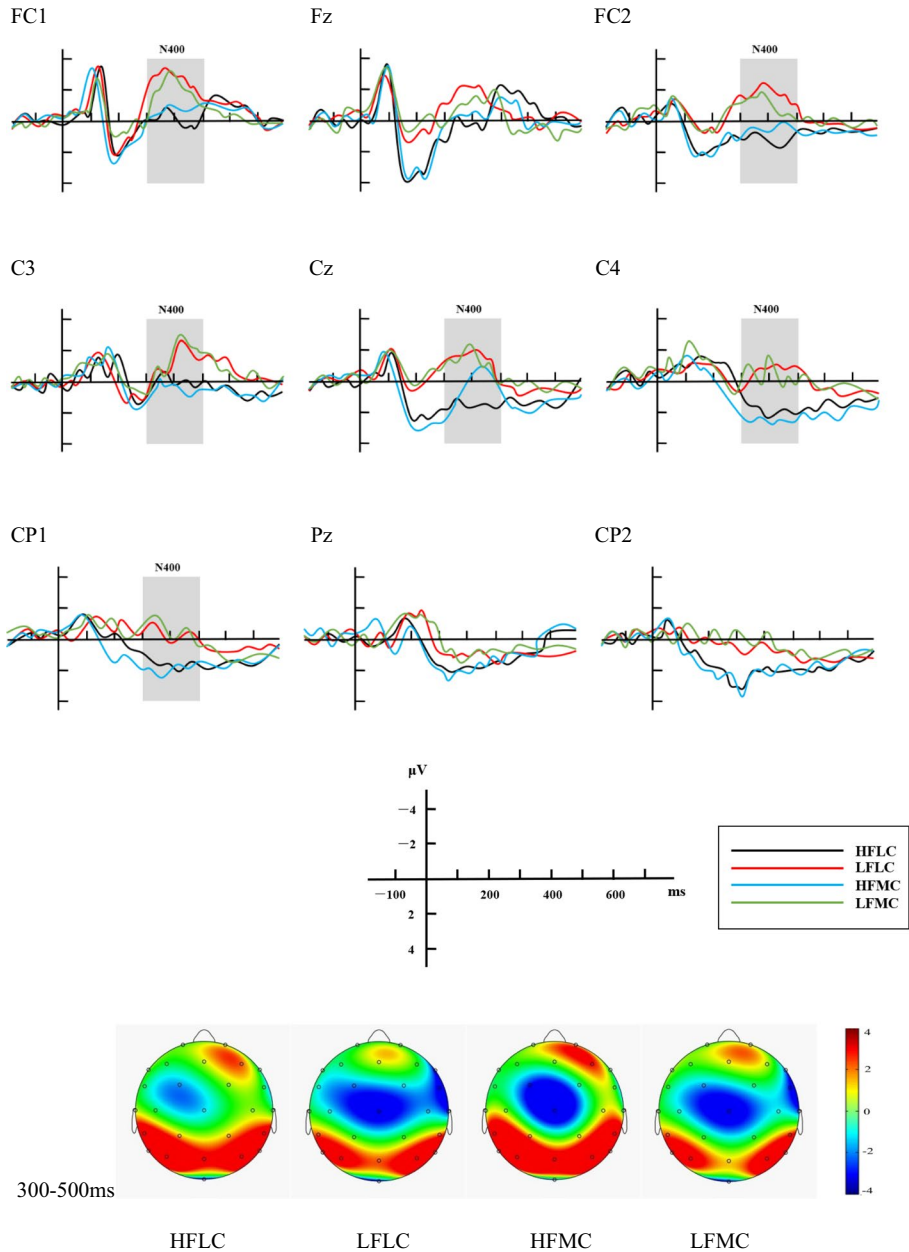 FC1 Fz FC2
N400 N400
C3 Cz C4
N400 N400 N400
CP1 Pz CP2
N400
μV
−4
−2
−100 200 400 600 ms
2
4
HFLC
LFLC
HFMC
LFMC
4
2
0
-2
-4
300-500ms
HFLC LFLC HFMC LFMC